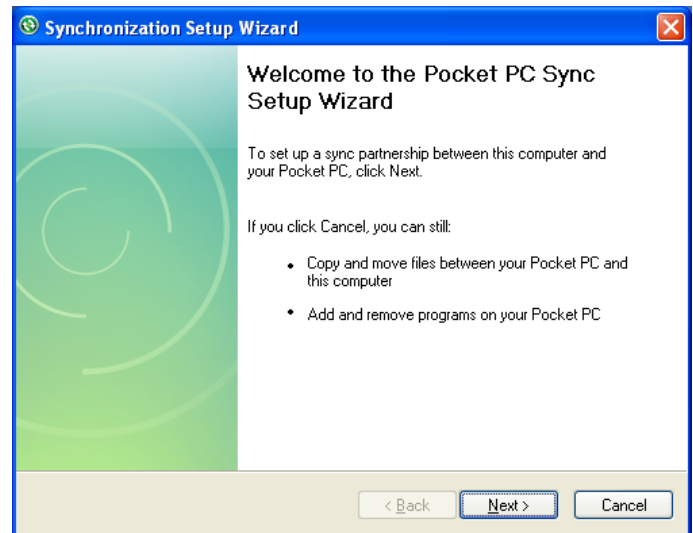 Synchronization Setup Wizard
Welcome to the Pocket PC Sync
Setup Wizard
To set up a sync partnership between this computer and
your Pocket PC, click Next.
If you click Cancel, you can still:
• Copy and move files between your Pocket PC and
this computer
• Add and remove programs on your Pocket PC
< Back Next > Cancel